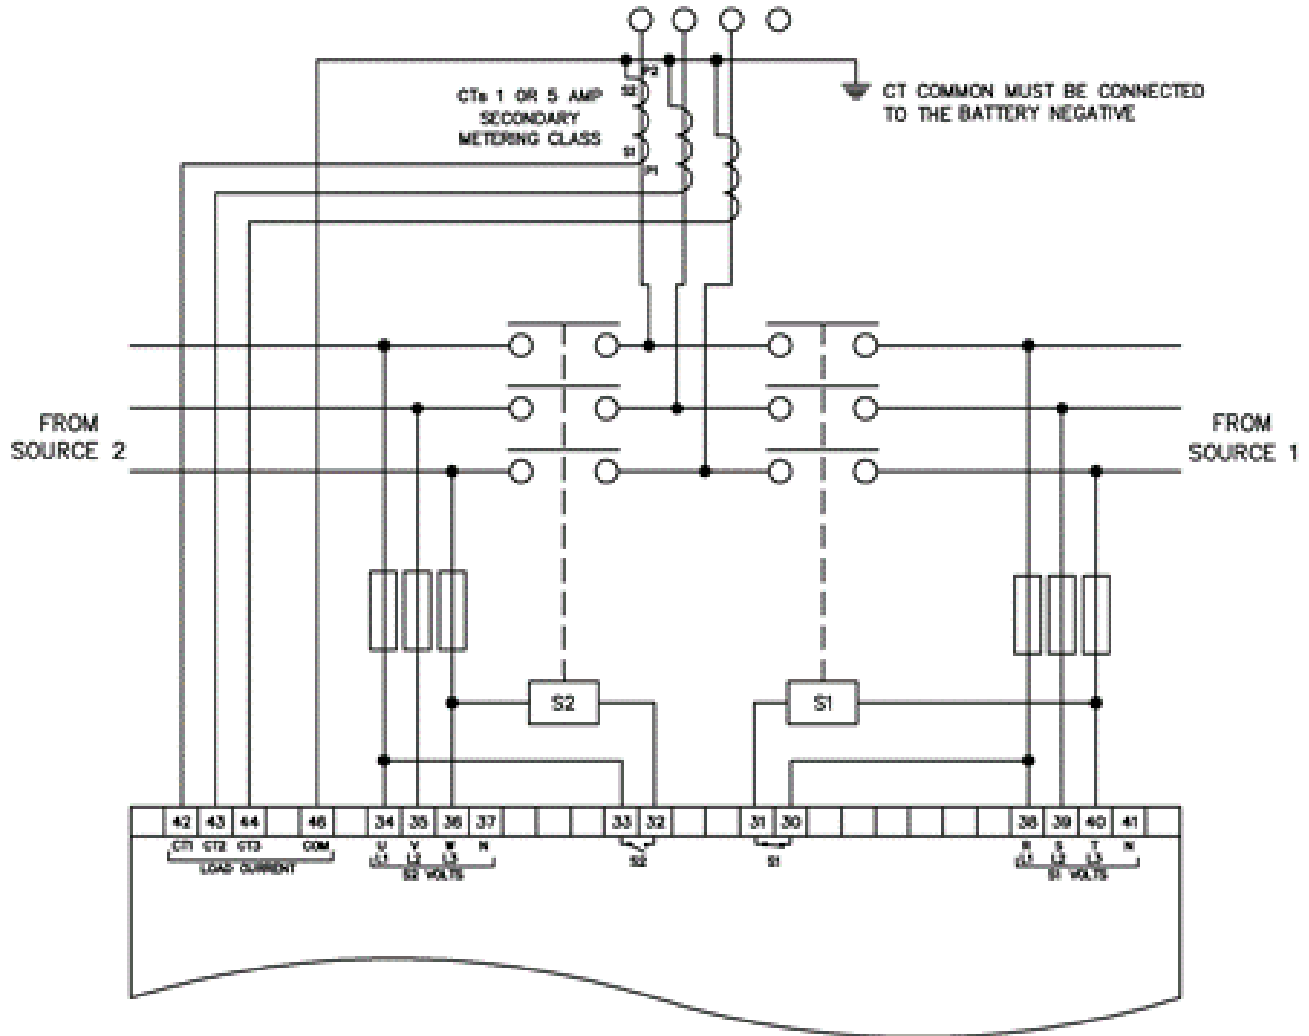 P2
CTs 1 OR 5 AMP
SECONDARY
METERING CLASS
S2
S1
P1
CT COMMON MUST BE CONNECTED
TO THE BATTERY NEGATIVE
FROM
SOURCE 2
FROM
SOURCE 1
S2
S1
42 43 44 46 34 35 36 37 33 32 31 30 38 39 40 41
CT1 CT2 CT3 COM U V W N S2 S1 R S T N
L1 L2 L3 L1 L2 L3
LOAD CURRENT S2 VOLTS S1 VOLTS